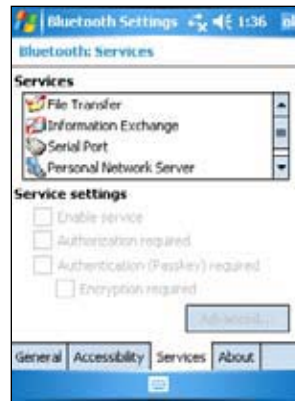 Bluetooth Settings 1:36 ok
Bluetooth: Services
Services
File Transfer
Information Exchange
Serial Port
Personal Network Server
Service settings
Enable service
Authorization required
Authentication (Passkey) required
Encryption required
Advanced...
General Accessibility Services About